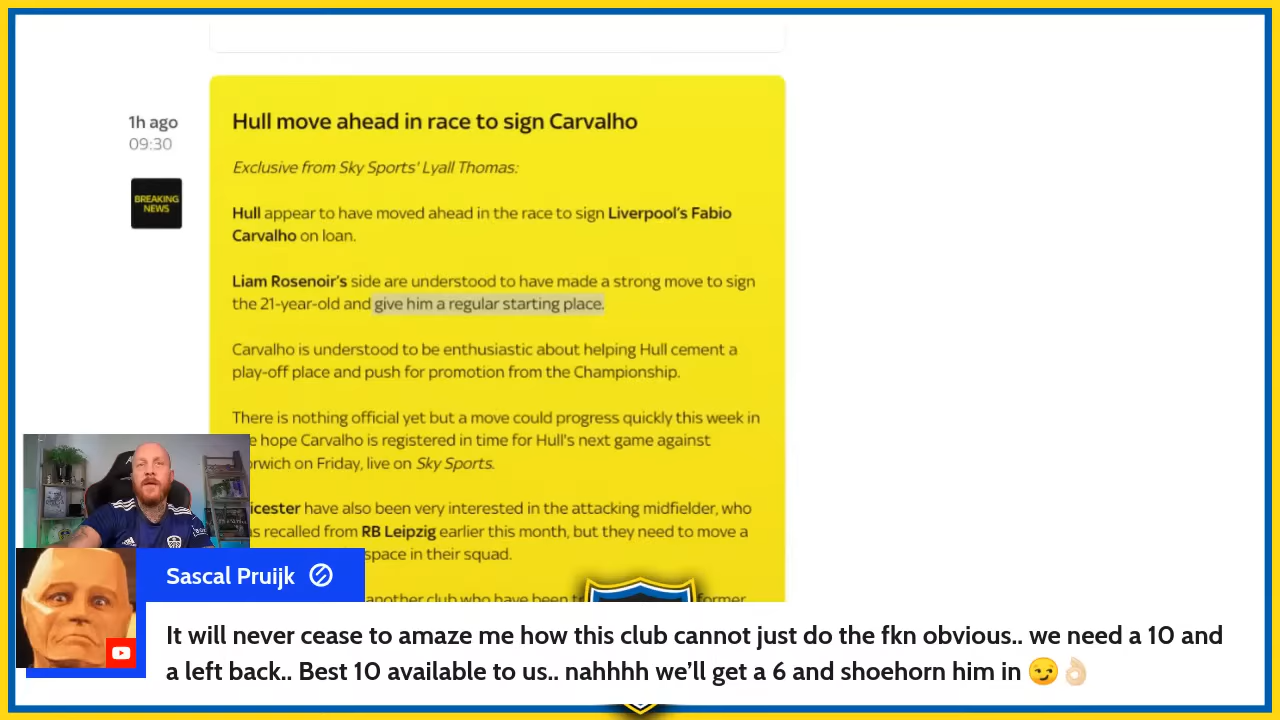 Hull move ahead in race to sign Carvalho
1h ago
09:30
BREAKING
NEWS
Exclusive from Sky Sports' Lyall Thomas:
Hull appear to have moved ahead in the race to sign Liverpool's Fabio
Carvalho on loan.
Liam Rosenoir's side are understood to have made a strong move to sign
the 21-year-old and give him a regular starting place.
Carvalho is understood to be enthusiastic about helping Hull cement a
play-off place and push for promotion from the Championship.
There is nothing official yet but a move could progress quickly this week in
hope Carvalho is registered in time for Hull's next game against
on Friday, live on Sky Sports.
have also been very interested in the attacking midfielder, who
recalled from RB Leipzig earlier this month, but they need to move a
space in their squad.
another club who have been former
Sascal Pruijk
It will never cease to amaze me how this club cannot just do the fkn obvious.. we need a 10 and
a left back.. Best 10 available to us.. nahhhh we'll get a 6 and shoehorn him in 😏👌🏻